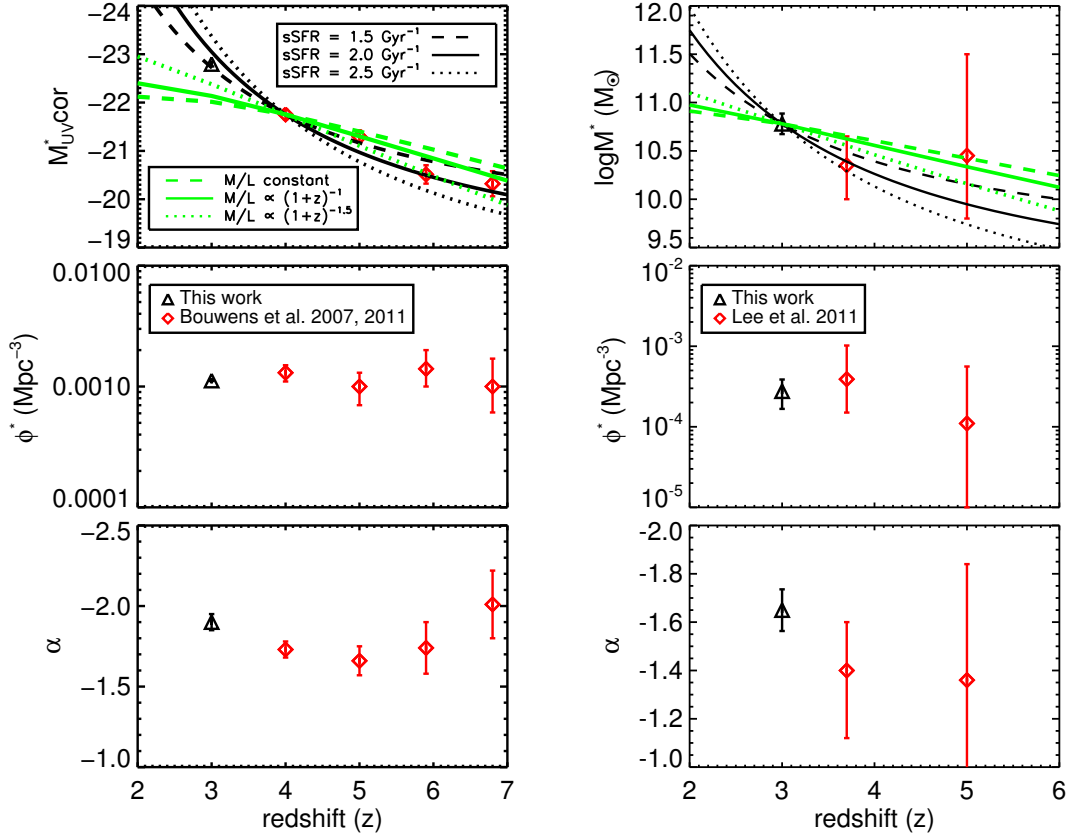 −24
−23
−22
−21
−20
−19
M*UVcor
sSFR = 1.5 Gyr−1
sSFR = 2.0 Gyr−1
sSFR = 2.5 Gyr−1
M/L constant
M/L ∝ (1+z)−1
M/L ∝ (1+z)−1.5
12.0
11.5
11.0
10.5
10.0
9.5
logM* (M⊙)
0.0100
0.0010
0.0001
ϕ* (Mpc−3)
This work
Bouwens et al. 2007, 2011
10-2
10-3
10-4
10-5
ϕ* (Mpc-3)
This work
Lee et al. 2011
−2.5
−2.0
−1.5
−1.0
α
2 3 4 5 6 7
redshift (z)
-2.0
-1.8
-1.6
-1.4
-1.2
-1.0
α
2 3 4 5 6
redshift (z)